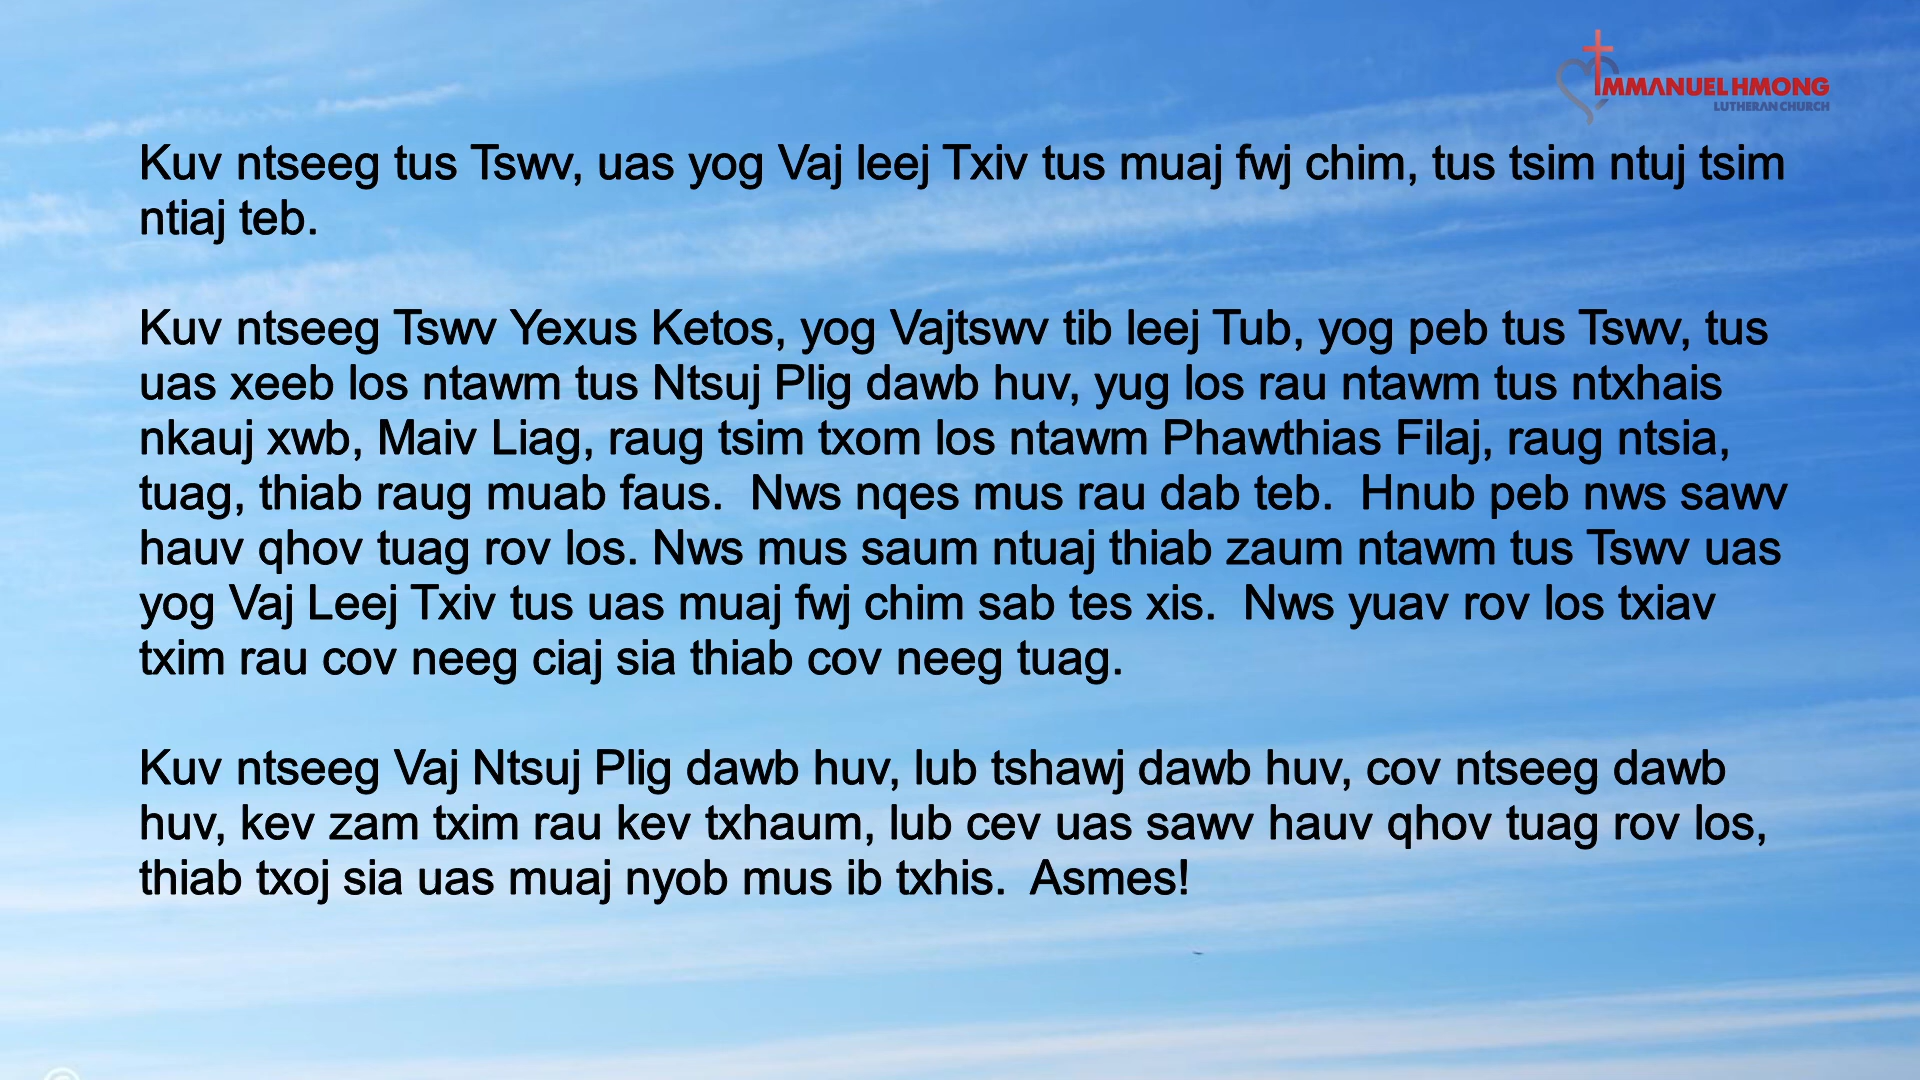 IMMANUEL HMONG
LUTHERAN CHURCH
Kuv ntseeg tus Tswv, uas yog Vaj leej Txiv tus muaj fwj chim, tus tsim ntuj tsim
ntiaj teb.
Kuv ntseeg Tswv Yexus Ketos, yog Vajtswv tib leej Tub, yog peb tus Tswv, tus
uas xeeb los ntawm tus Ntsuj Plig dawb huv, yug los rau ntawm tus ntxhais
nkauj xwb, Maiv Liag, raug tsim txom los ntawm Phawthias Filaj, raug ntsia,
tuag, thiab raug muab faus.  Nws nqes mus rau dab teb.  Hnub peb nws sawv
hauv qhov tuag rov los. Nws mus saum ntuaj thiab zaum ntawm tus Tswv uas
yog Vaj Leej Txiv tus uas muaj fwj chim sab tes xis.  Nws yuav rov los txiav
txim rau cov neeg ciaj sia thiab cov neeg tuag.
Kuv ntseeg Vaj Ntsuj Plig dawb huv, lub tshawj dawb huv, cov ntseeg dawb
huv, kev zam txim rau kev txhaum, lub cev uas sawv hauv qhov tuag rov los,
thiab txoj sia uas muaj nyob mus ib txhis.  Asmes!